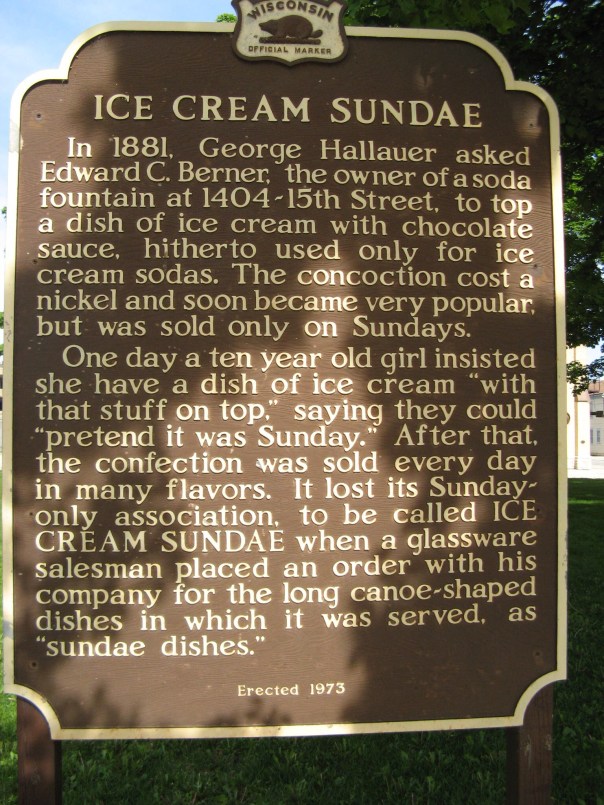 WISCONSIN
OFFICIAL MARKER
ICE CREAM SUNDAE
In 1881, George Hallauer asked
Edward C. Berner, the owner of a soda
fountain at 1404-15th Street, to top
a dish of ice cream with chocolate
sauce, hitherto used only for ice
cream sodas. The concoction cost a
nickel and soon became very popular,
but was sold only on Sundays.
One day a ten year old girl insisted
she have a dish of ice cream "with
that stuff on top," saying they could
"pretend it was Sunday." After that,
the confection was sold every day
in many flavors. It lost its Sunday-
only association, to be called ICE
CREAM SUNDAE when a glassware
salesman placed an order with his
company for the long canoe-shaped
dishes in which it was served, as
"sundae dishes."
Erected 1973